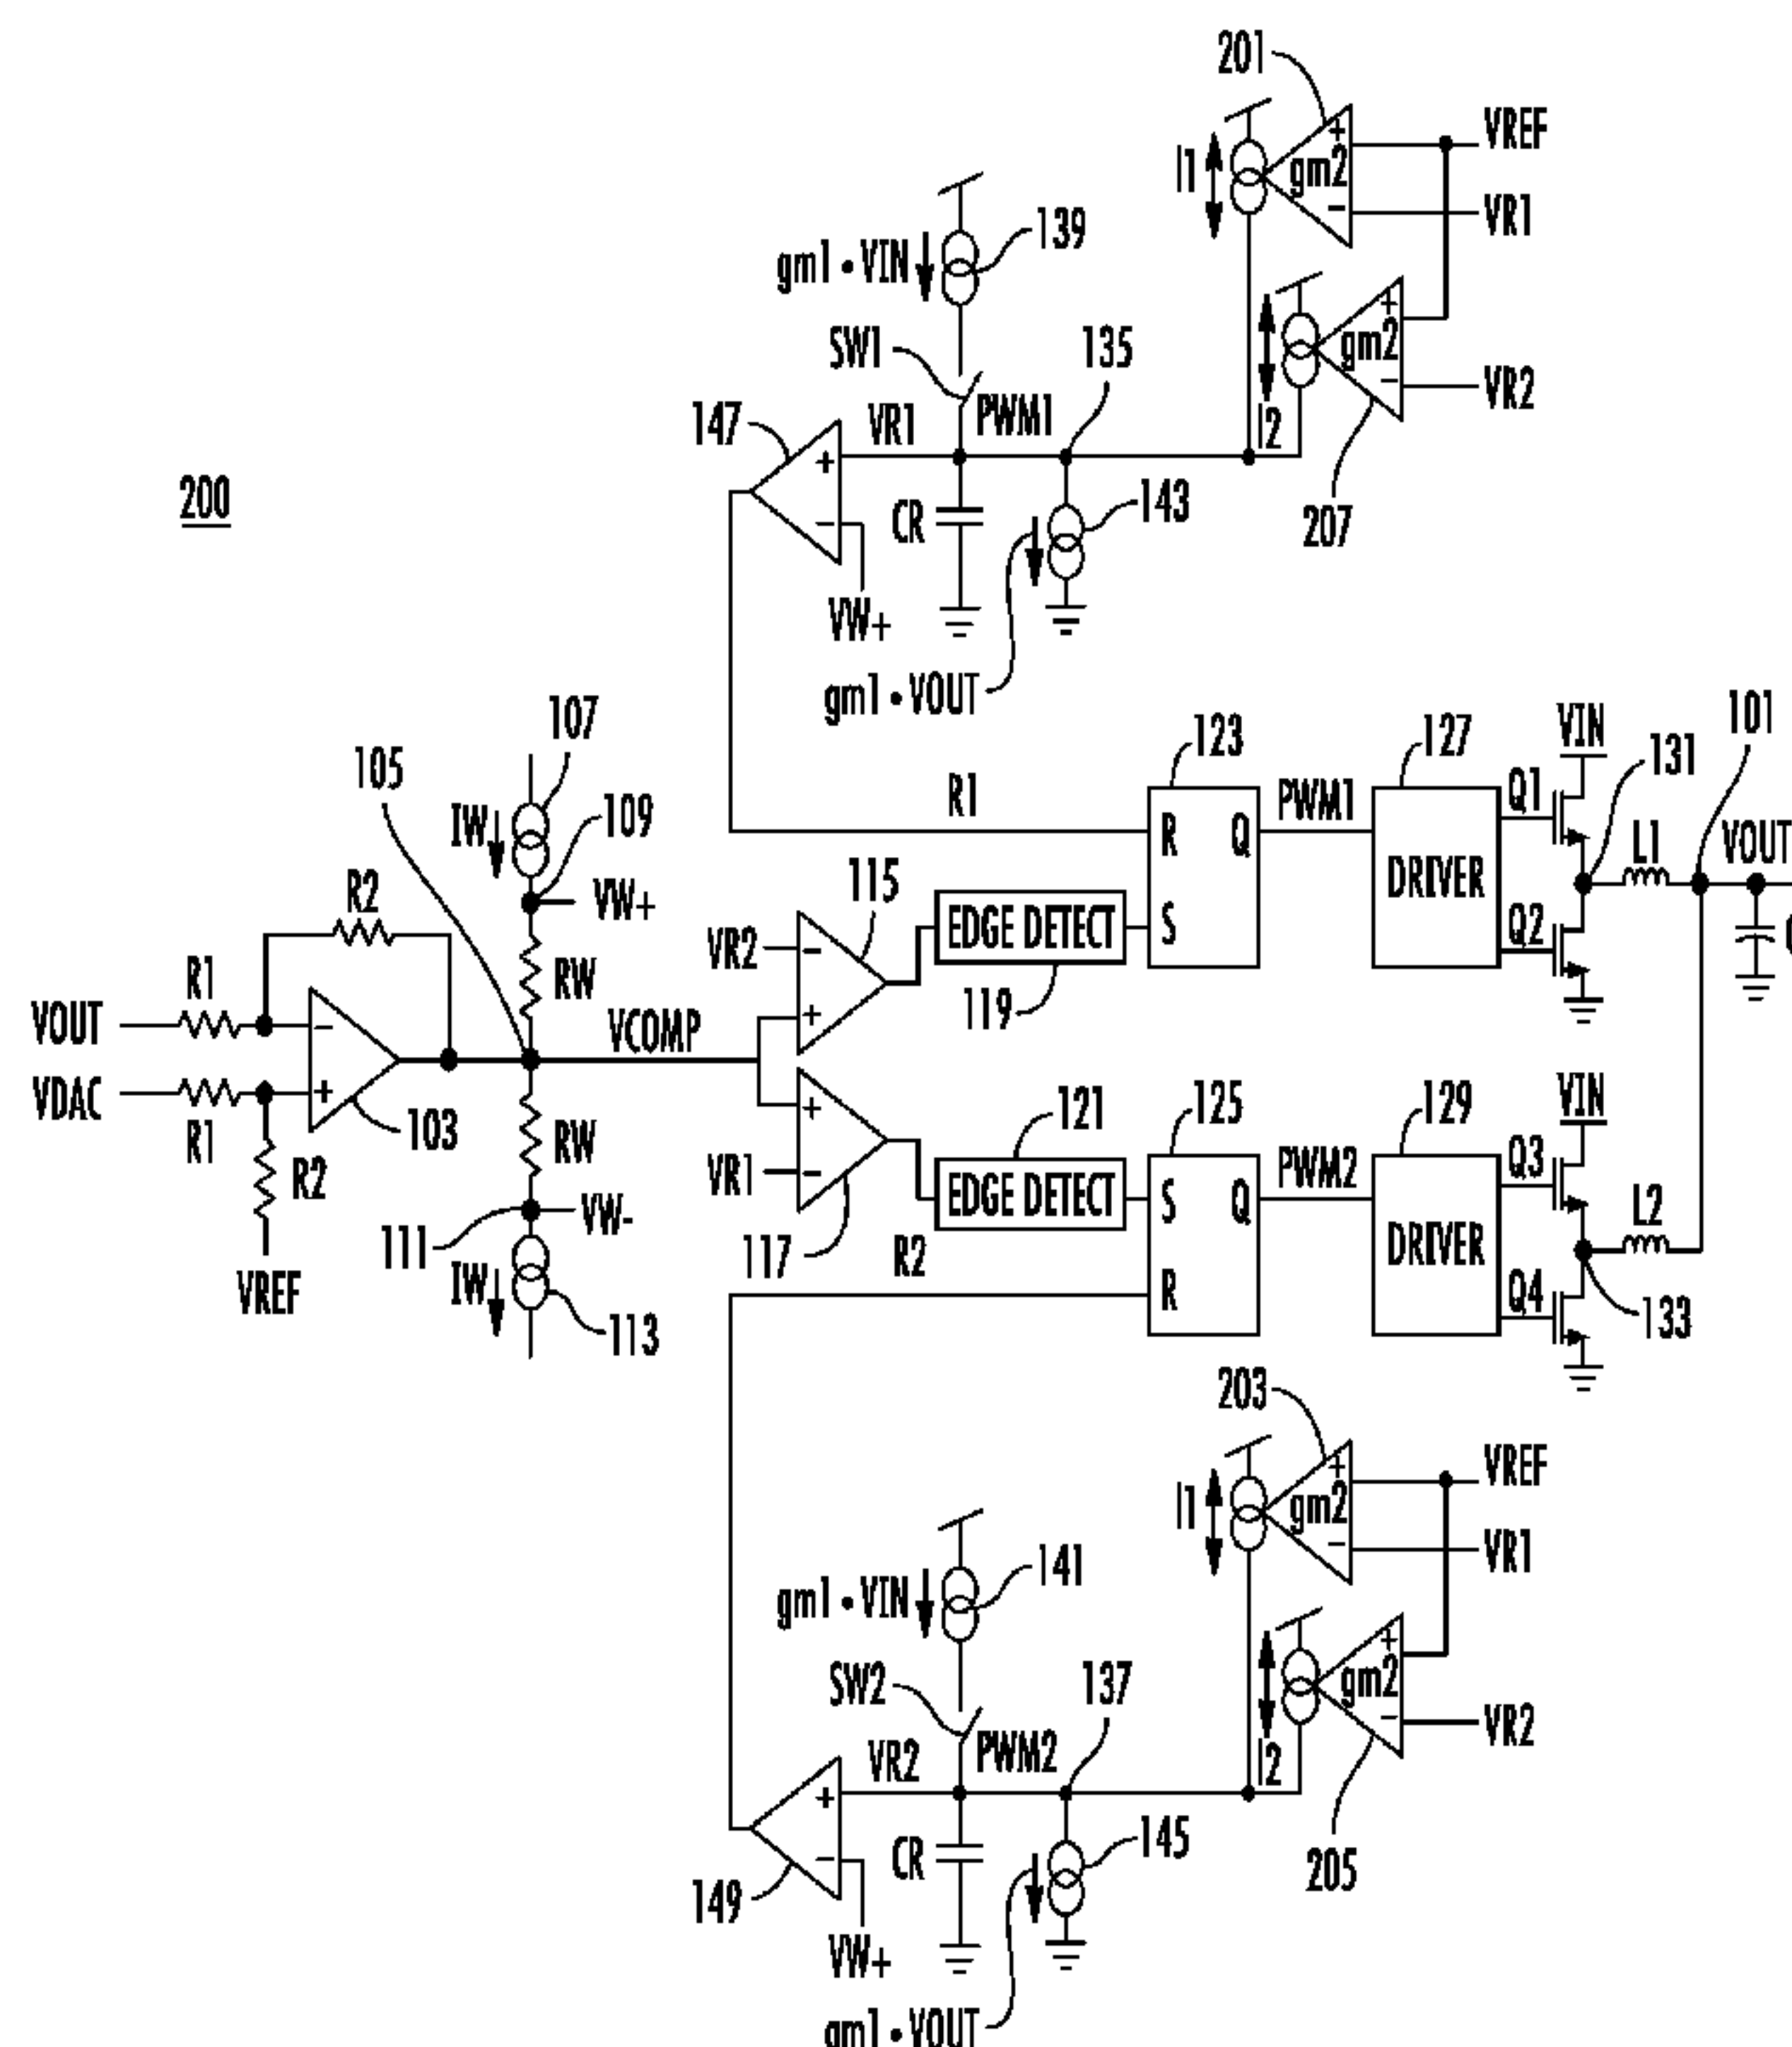 201
VREF
gm2
I1
VR1
139
gm1•VIN
gm2
SW1
135
VR2
I2
147
VR1
PWM1
207
200
CR
143
VW+
gm1•VOUT
107
105
123
127
VIN
131
101
IW
109
R1
PWM1
Q1
R
Q
DRIVER
L1
VOUT
115
R2
VW+
VR2
EDGE DETECT
S
Q2
R1
RW
119
VOUT
VCOMP
VDAC
103
R1
R2
RW
VR1
121
125
129
VIN
PWM2
Q3
EDGE DETECT
S
Q
DRIVER
L2
111
VW-
117
R2
R
Q4
VREF
IW
113
133
203
VREF
gm2
I1
VR1
141
gm1•VIN
gm2
SW2
137
VR2
I2
VR2
PWM2
205
149
CR
145
VW+
gm1•VOUT